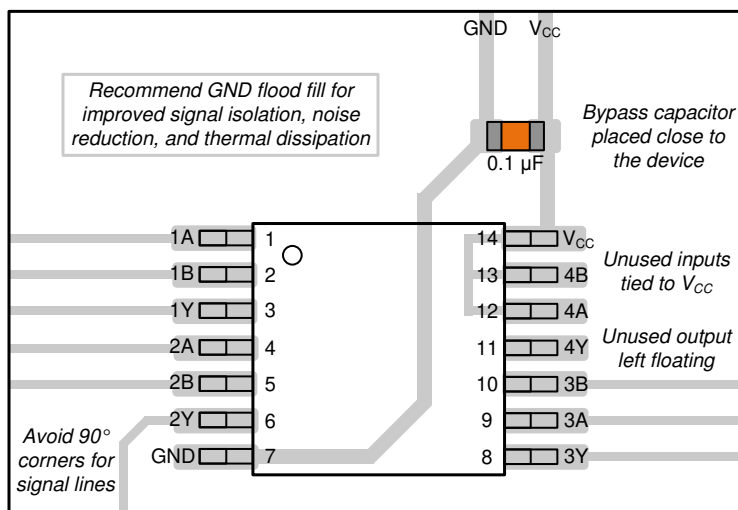 GND VCC
Recommend GND flood fill for
improved signal isolation, noise
reduction, and thermal dissipation
Bypass capacitor
placed close to
the device
0.1 µF
1A 1 14 VCC
1B 2 13 4B
1Y 3 12 4A
2A 4 11 4Y
2B 5 10 3B
2Y 6 9 3A
GND 7 8 3Y
Unused inputs
tied to VCC
Unused output
left floating
Avoid 90°
corners for
signal lines